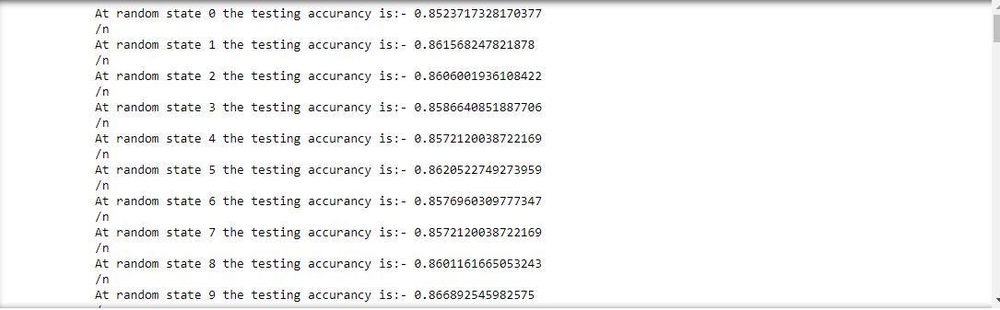 At random state 0 the testing accurancy is:- 0.8523717328170377
/n
At random state 1 the testing accurancy is:- 0.861568247821878
/n
At random state 2 the testing accurancy is:- 0.8606001936108422
/n
At random state 3 the testing accurancy is:- 0.8586640851887706
/n
At random state 4 the testing accurancy is:- 0.8572120038722169
/n
At random state 5 the testing accurancy is:- 0.8620522749273959
/n
At random state 6 the testing accurancy is:- 0.8576960309777347
/n
At random state 7 the testing accurancy is:- 0.8572120038722169
/n
At random state 8 the testing accurancy is:- 0.8601161665053243
/n
At random state 9 the testing accurancy is:- 0.866892545982575